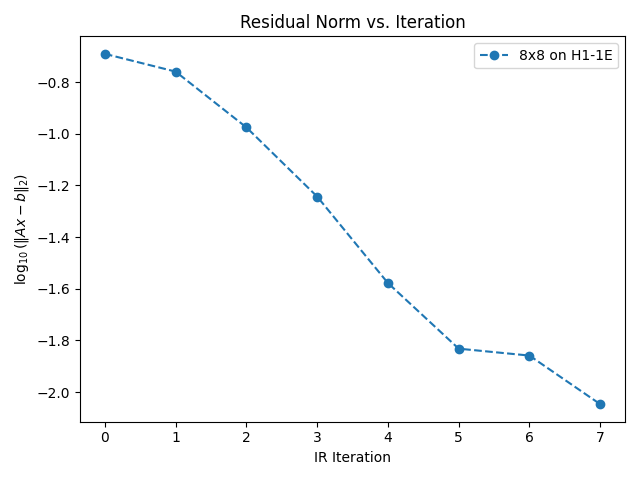 Residual Norm vs. Iteration
8x8 on H1-1E
log₁₀(‖Ax − b‖₂)
−0.8
−1.0
−1.2
−1.4
−1.6
−1.8
−2.0
0 1 2 3 4 5 6 7
IR Iteration